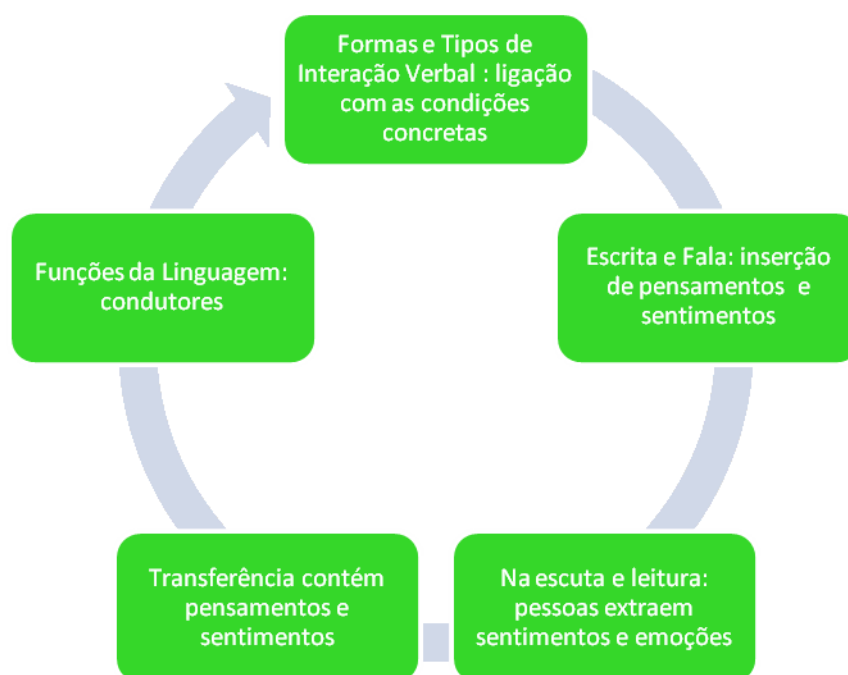 Formas e Tipos de
Interação Verbal : ligação
com as condições
concretas
Escrita e Fala: inserção
de pensamentos e
sentimentos
Na escuta e leitura:
pessoas extraem
sentimentos e emoções
Transferência contém
pensamentos e
sentimentos
Funções da Linguagem:
condutores